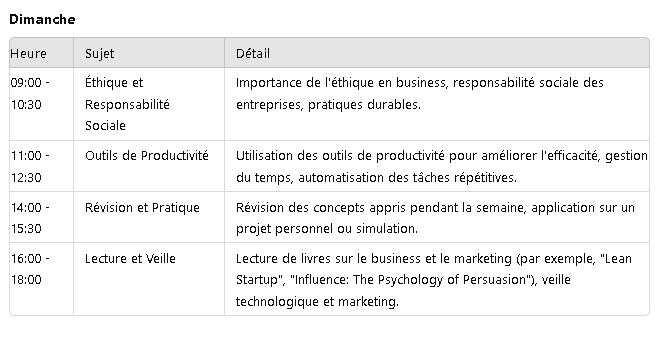 Dimanche
Heure Sujet Détail
09:00 - Éthique et Importance de l'éthique en business, responsabilité sociale des
10:30 Responsabilité entreprises, pratiques durables.
Sociale
11:00 - Outils de Productivité Utilisation des outils de productivité pour améliorer l'efficacité, gestion
12:30 du temps, automatisation des tâches répétitives.
14:00 - Révision et Pratique Révision des concepts appris pendant la semaine, application sur un
15:30 projet personnel ou simulation.
16:00 - Lecture et Veille Lecture de livres sur le business et le marketing (par exemple, "Lean
18:00 Startup", "Influence: The Psychology of Persuasion"), veille
technologique et marketing.